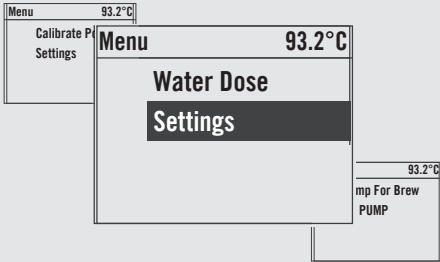 Menu 93.2°C
Calibrate
Settings
Menu 93.2°C
Water Dose
Settings
93.2°C
For Brew
PUMP